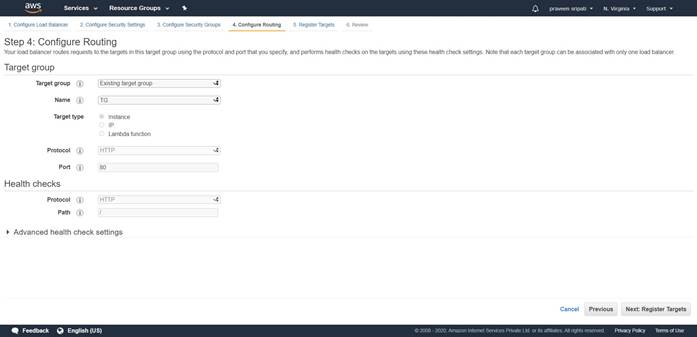 aws Services Resource Groups praveen sripati N. Virginia Support
1. Configure Load Balancer 2. Configure Security Settings 3. Configure Security Groups 4. Configure Routing 5. Register Targets 6. Review
Step 4: Configure Routing
Your load balancer routes requests to the targets in this target group using the protocol and port that you specify, and performs health checks on the targets using these health check settings. Note that each target group can be associated with only one load balancer.
Target group
Target group Existing target group
Name TG
Target type Instance
IP
Lambda function
Protocol HTTP
Port 80
Health checks
Protocol HTTP
Path /
Advanced health check settings
Cancel Previous Next: Register Targets
Feedback English (US) © 2008 - 2020, Amazon Internet Services Private Ltd. or its affiliates. All rights reserved. Privacy Policy Terms of Use